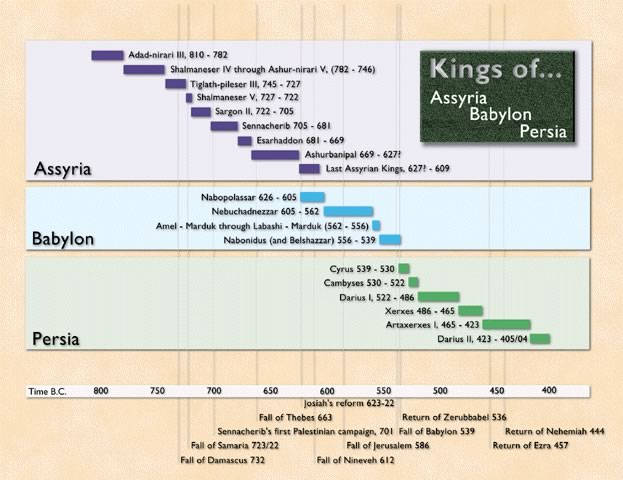 Kings of...
Assyria
Babylon
Persia
Adad-nirari III, 810 - 782
Shalmaneser IV through Ashur-nirari V, (782 - 746)
Tiglath-pileser III, 745 - 727
Shalmaneser V, 727 - 722
Sargon II, 722 - 705
Sennacherib 705 - 681
Esarhaddon 681 - 669
Ashurbanipal 669 - 627?
Last Assyrian Kings, 627? - 609
Assyria
Nabopolassar 626 - 605
Nebuchadnezzar 605 - 562
Amel - Marduk through Labashi - Marduk (562 - 556)
Nabonidus (and Belshazzar) 556 - 539
Babylon
Cyrus 539 - 530
Cambyses 530 - 522
Darius I, 522 - 486
Xerxes 486 - 465
Artaxerxes I, 465 - 423
Darius II, 423 - 405/04
Persia
Time B.C. 800 750 700 650 600 550 500 450 400
Josiah's reform 623-22
Fall of Thebes 663 Return of Zerubbabel 536
Sennacherib's first Palestinian campaign, 701 Fall of Babylon 539 Return of Nehemiah 444
Fall of Samaria 723/22 Fall of Jerusalem 586 Return of Ezra 457
Fall of Damascus 732 Fall of Nineveh 612